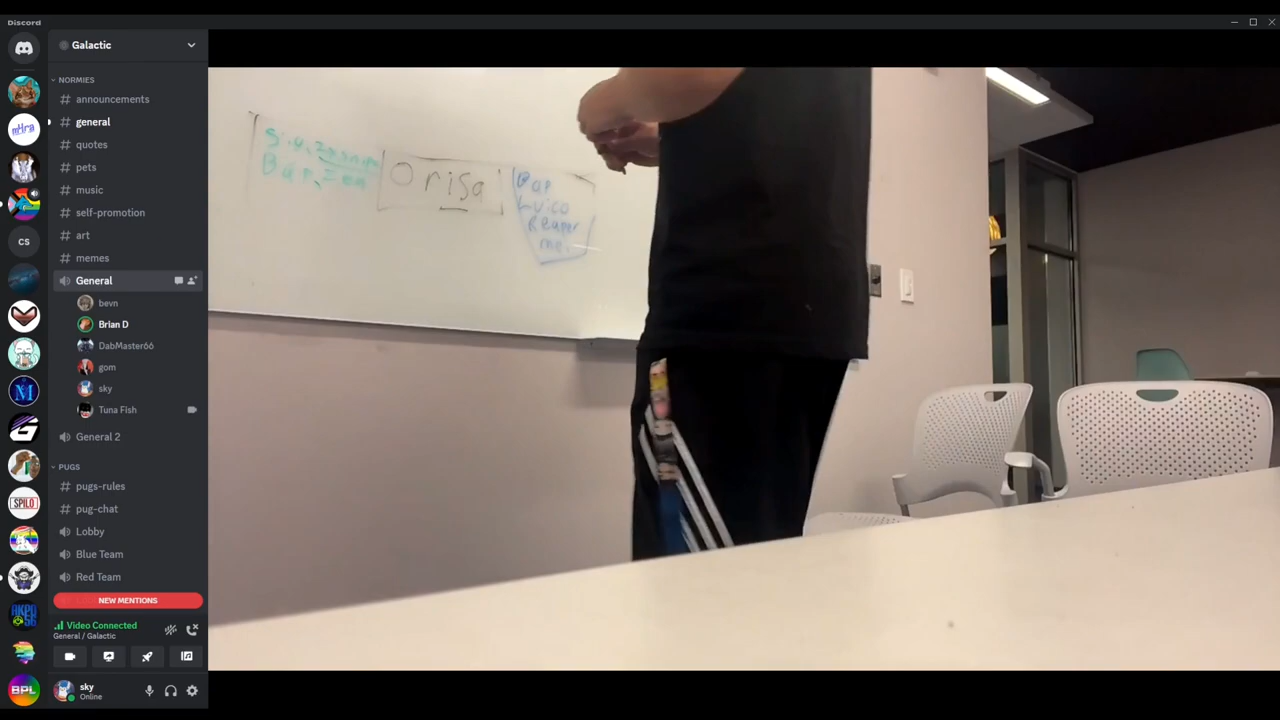 Discord
Galactic
NORMIES
announcements
general
quotes
pets
music
self-promotion
art
memes
General
bevn
Brian D
DabMaster66
gom
sky
Tuna Fish
General 2
PUGS
pugs-rules
pug-chat
Lobby
Blue Team
Red Team
NEW MENTIONS
Video Connected
General / Galactic
sky
Online
CS
SPILO
BPL
Orisa
Bap
Reaper